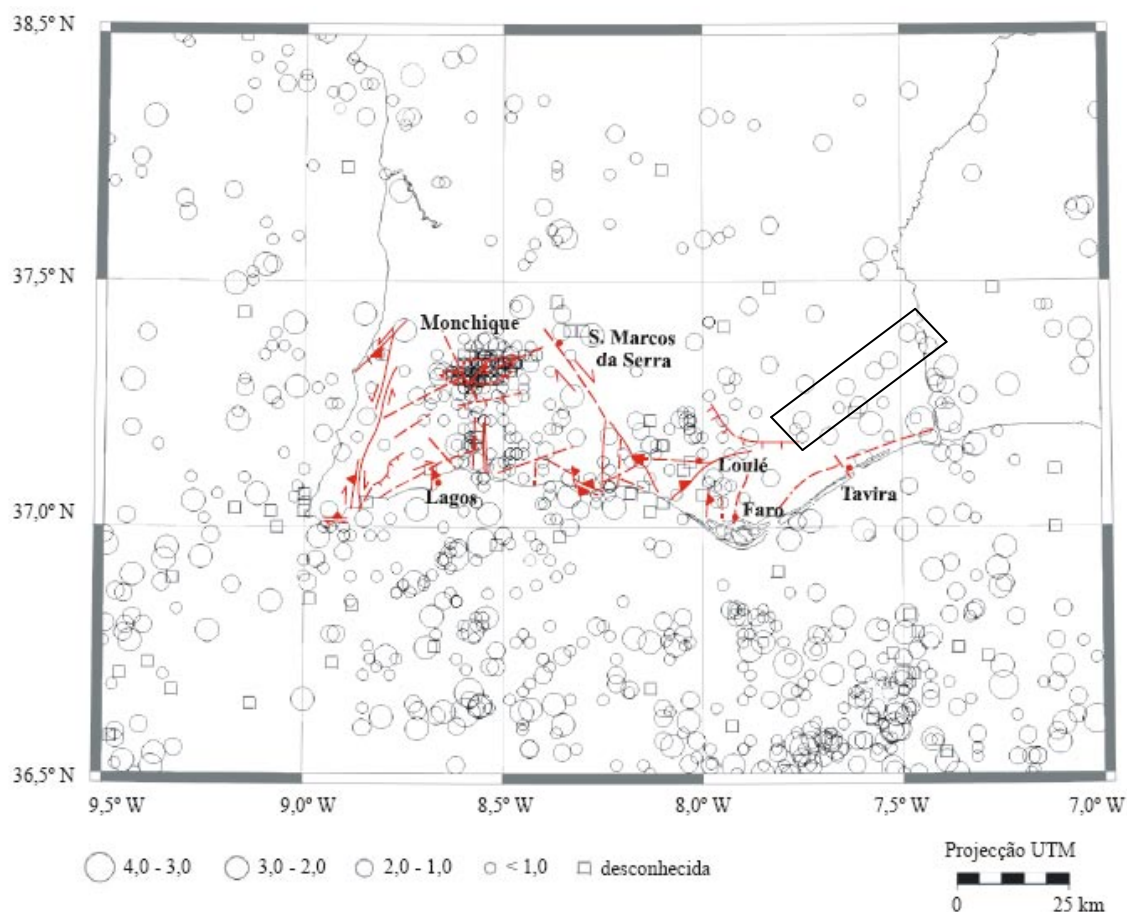 38,5° N
Monchique
S. Marcos
da Serra
37,5° N
Loulé
Lagos
Faro
Tavira
37,0° N
36,5° N
9,5° W
9,0° W
8,5° W
8,0° W
7,5° W
7,0° W
4,0 - 3,0
3,0 - 2,0
2,0 - 1,0
< 1,0
desconhecida
Projecção UTM
0
25 km